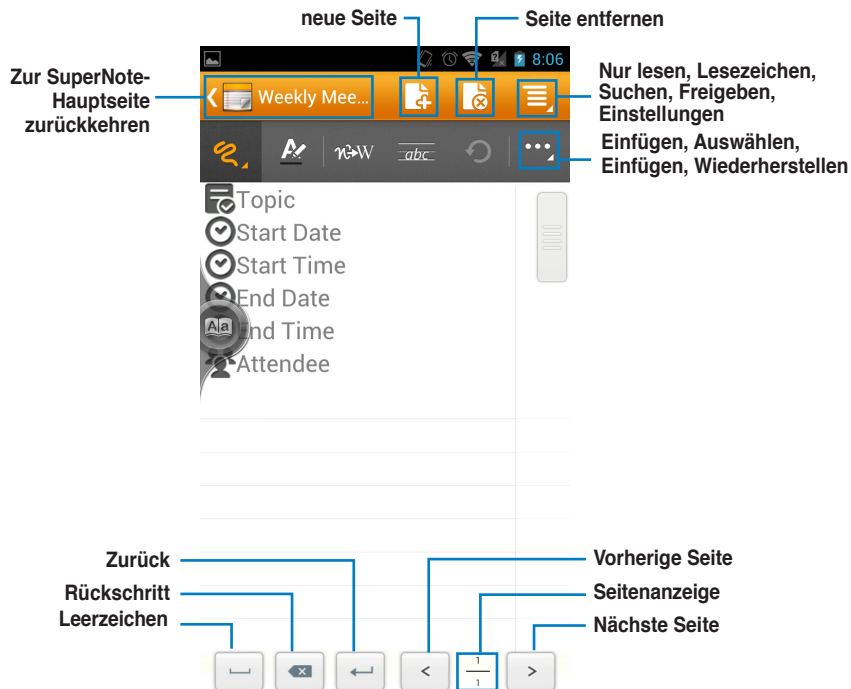 neue Seite
Seite entfernen
8:06
Zur SuperNote-
Hauptseite
zurückkehren
Weekly Mee...
Nur lesen, Lesezeichen,
Suchen, Freigeben,
Einstellungen
Einfügen, Auswählen,
Einfügen, Wiederherstellen
n→W
abc
Topic
Start Date
Start Time
End Date
Aa
End Time
Attendee
Zurück
Rückschritt
Leerzeichen
Vorherige Seite
Seitenanzeige
Nächste Seite
<
1
1
>